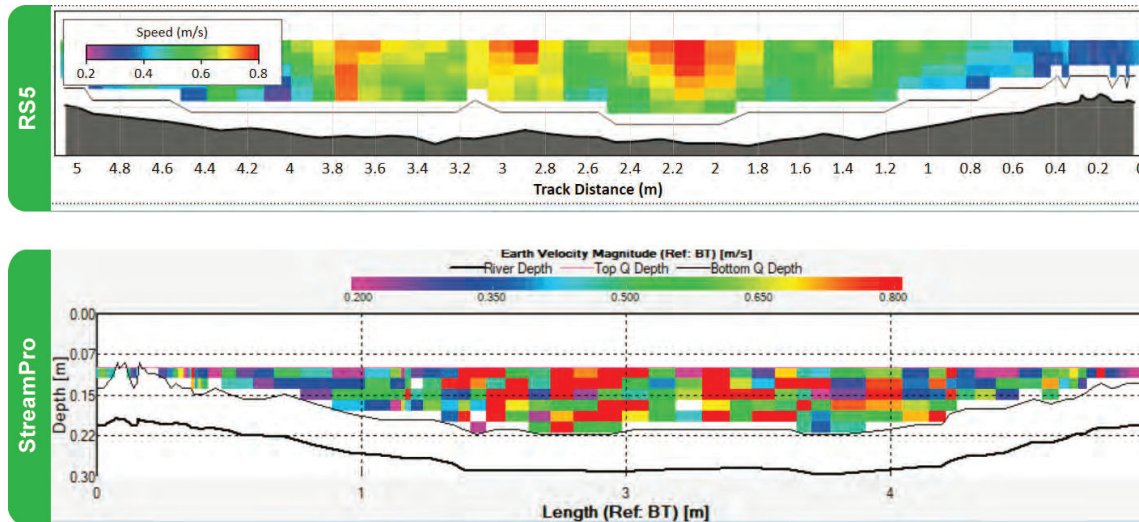 RS5
Speed (m/s)
0.2 0.4 0.6 0.8
5 4.8 4.6 4.4 4.2 4 3.8 3.6 3.4 3.2 3 2.8 2.6 2.4 2.2 2 1.8 1.6 1.4 1.2 1 0.8 0.6 0.4 0.2 0
Track Distance (m)
StreamPro
Earth Velocity Magnitude (Ref: BT) [m/s]
River Depth Top Q Depth Bottom Q Depth
0.200 0.350 0.500 0.650 0.800
Depth [m]
0.00
0.07
0.15
0.22
0.30
0 1 3 4
Length (Ref: BT) [m]